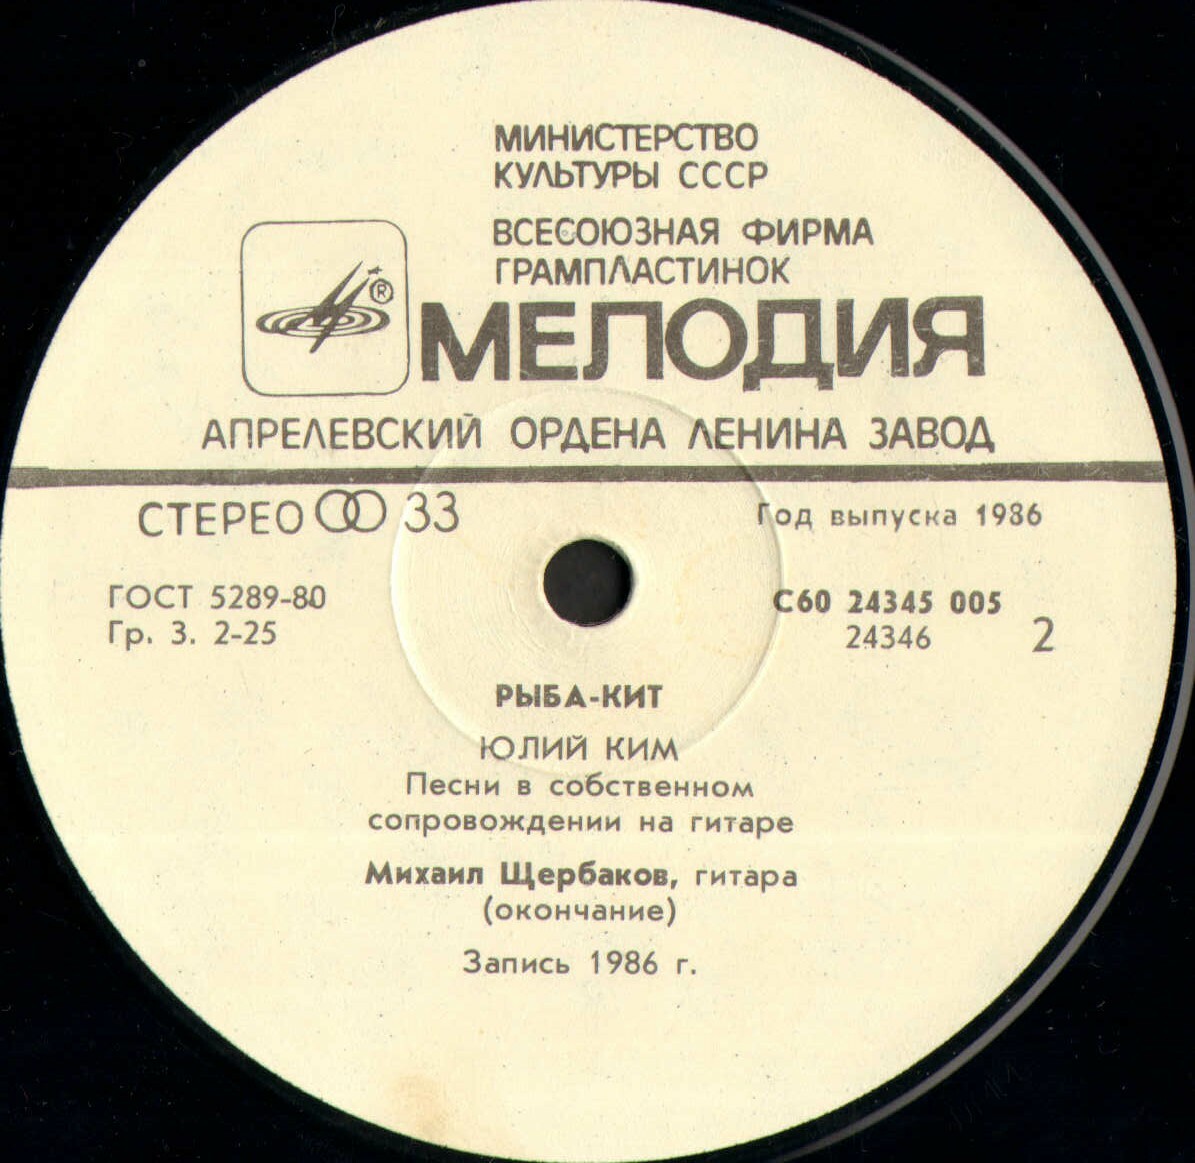 МИНИСТЕРСТВО
КУЛЬТУРЫ СССР
ВСЕСОЮЗНАЯ ФИРМА
ГРАМПЛАСТИНОК
®
МЕЛОДИЯ
АПРЕЛЕВСКИЙ ОРДЕНА ЛЕНИНА ЗАВОД
СТЕРЕО 33
Год выпуска 1986
ГОСТ 5289-80
Гр. 3. 2-25
С60 24345 005
24346
2
РЫБА-КИТ
ЮЛИЙ КИМ
Песни в собственном
сопровождении на гитаре
Михаил Щербаков, гитара
(окончание)
Запись 1986 г.